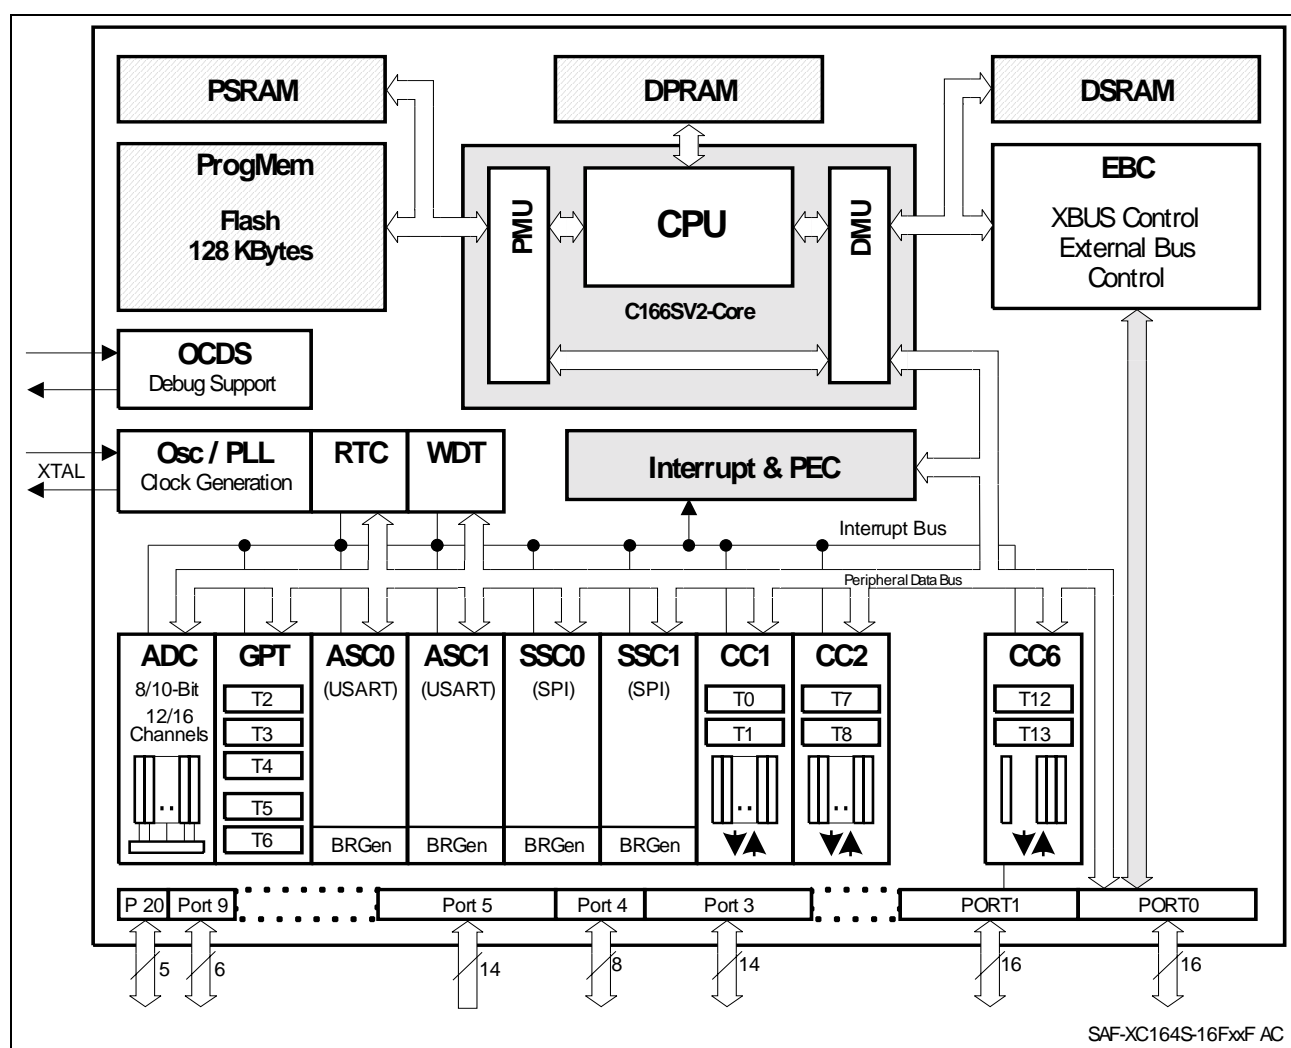 PSRAM
DPRAM
DSRAM
ProgMem
Flash
128 KBytes
PMU
CPU
DMU
C166SV2-Core
EBC
XBUS Control
External Bus
Control
OCDS
Debug Support
Osc / PLL
Clock Generation
RTC
WDT
XTAL
Interrupt & PEC
Interrupt Bus
Peripheral Data Bus
ADC
8/10-Bit
12/16
Channels
GPT
T2
T3
T4
T5
T6
ASC0
(USART)
BRGen
ASC1
(USART)
BRGen
SSC0
(SPI)
BRGen
SSC1
(SPI)
BRGen
CC1
T0
T1
CC2
T7
T8
CC6
T12
T13
P 20
Port 9
Port 5
Port 4
Port 3
PORT1
PORT0
5
6
14
8
14
16
16
SAF-XC164S-16FxxF AC